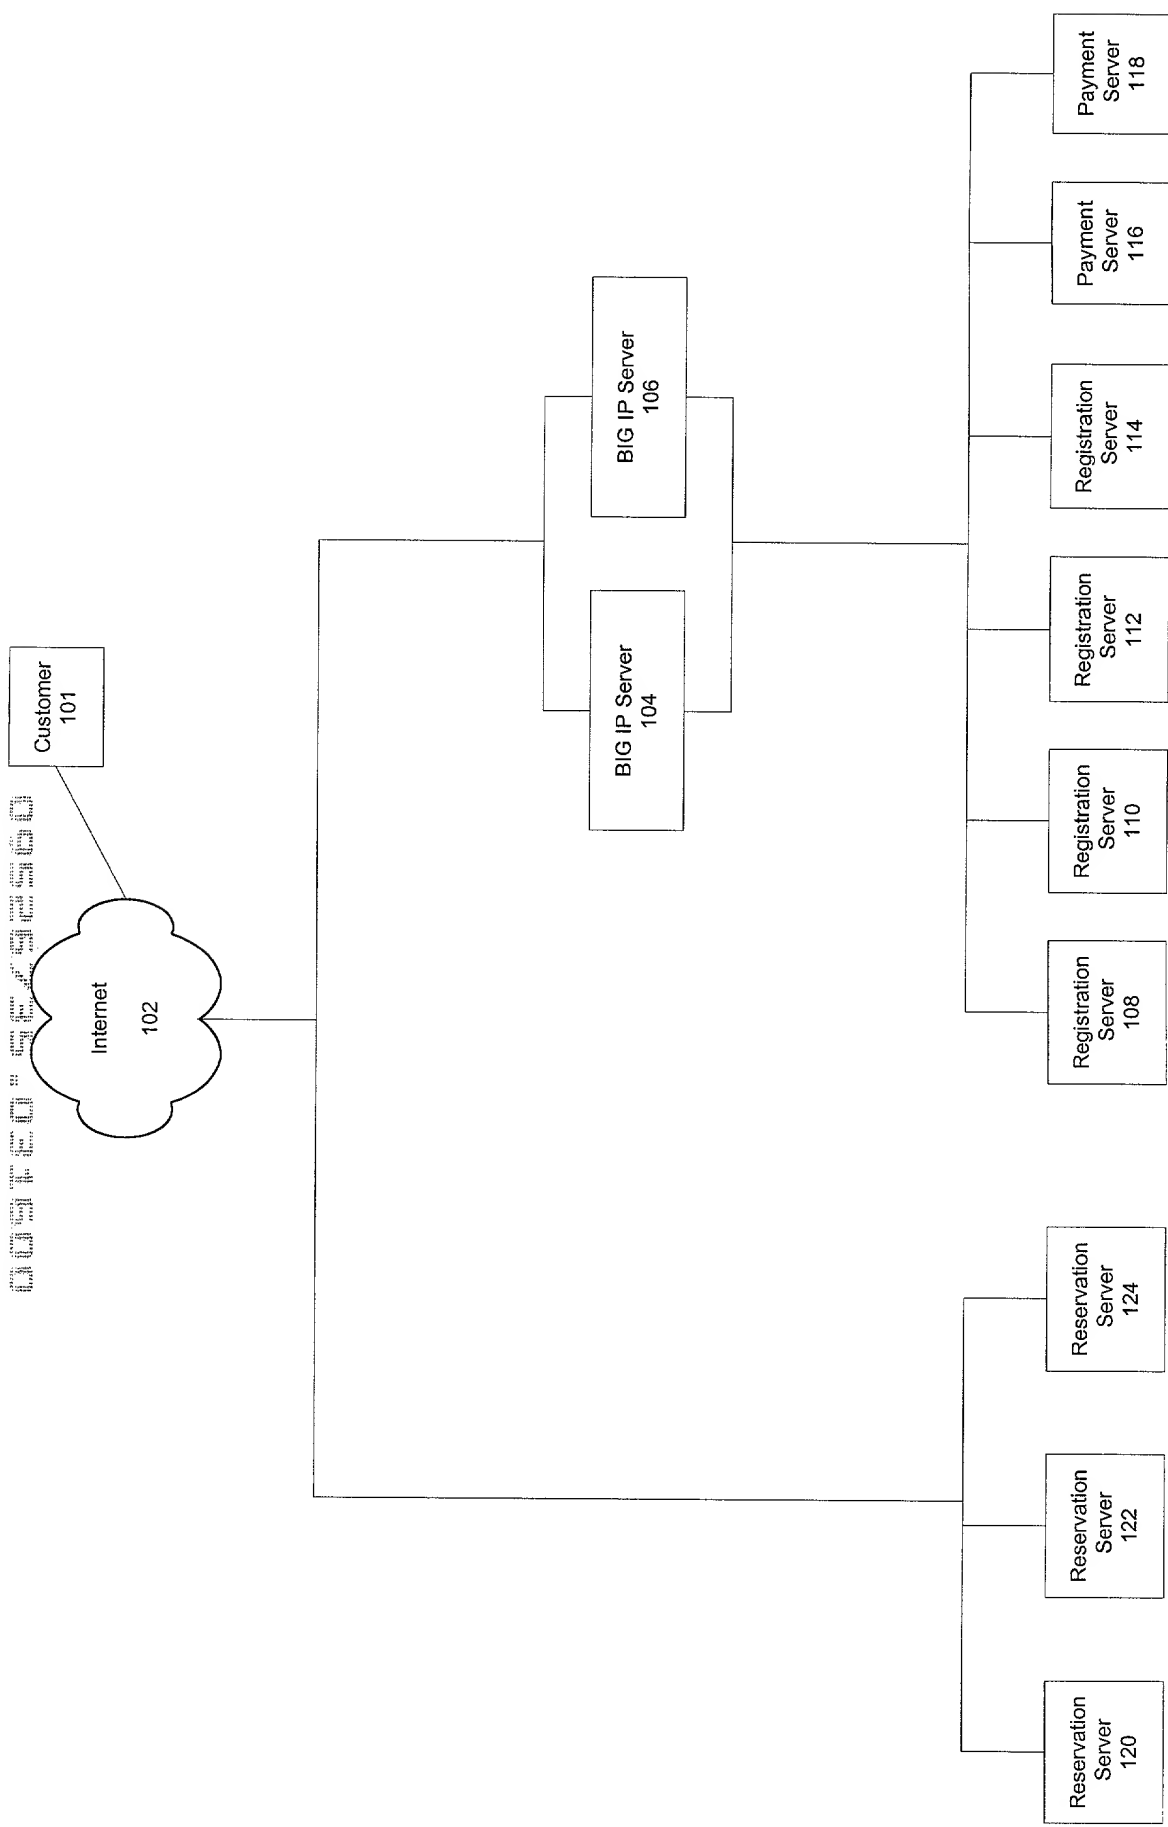 Customer
101
Internet
102
BIG IP Server
104
BIG IP Server
106
Reservation
Server
120
Reservation
Server
122
Reservation
Server
124
Registration
Server
108
Registration
Server
110
Registration
Server
112
Registration
Server
114
Payment
Server
116
Payment
Server
118